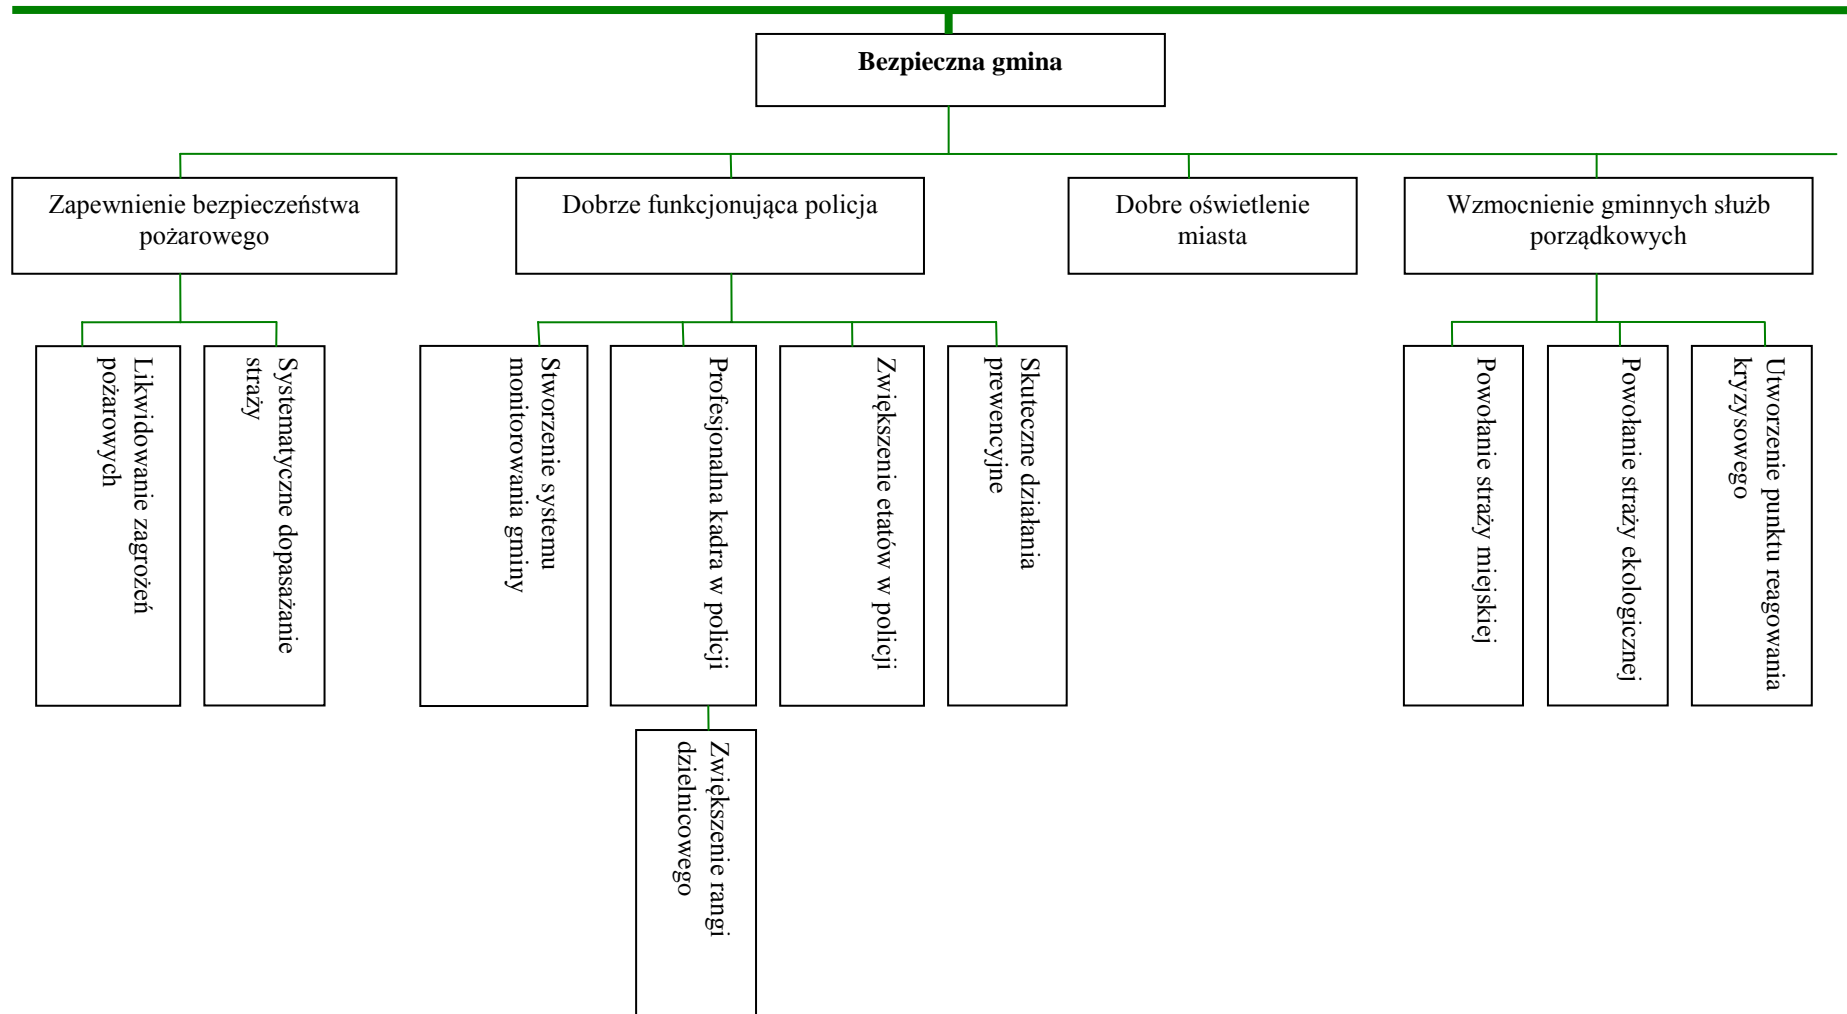 Bezpieczna gmina
Zapewnienie bezpieczeństwa
pożarowego
Dobrze funkcjonująca policja
Dobre oświetlenie
miasta
Wzmocnienie gminnych służb
porządkowych
Likwidowanie zagrożeń
pożarowych
Systematyczne dopasażanie
straży
Stworzenie systemu
monitorowania gminy
Profesjonalna kadra w policji
Zwiększenie etatów w policji
Skuteczne działania
prewencyjne
Powołanie straży miejskiej
Powołanie straży ekologicznej
Utworzenie punktu reagowania
kryzysowego
Zwiększenie rangi
dzielnicowego